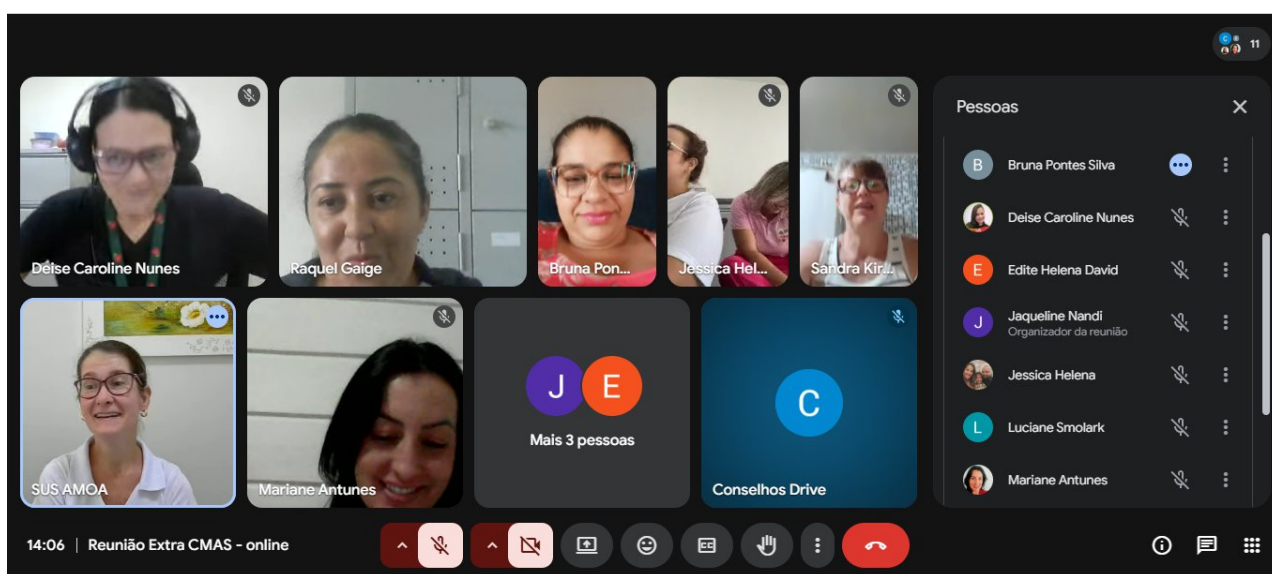 11
Deise Caroline Nunes
Raquel Gaige
Bruna Pon...
Jessica Hel...
Sandra Kir...
SUS AMOA
Mariane Antunes
J E
Mais 3 pessoas
C
Conselhos Drive
Pessoas
B Bruna Pontes Silva
Deise Caroline Nunes
E Edite Helena David
J Jaqueline Nandi
Organizador da reunião
Jessica Helena
L Luciane Smolark
Mariane Antunes
14:06 | Reunião Extra CMAS - online
CC